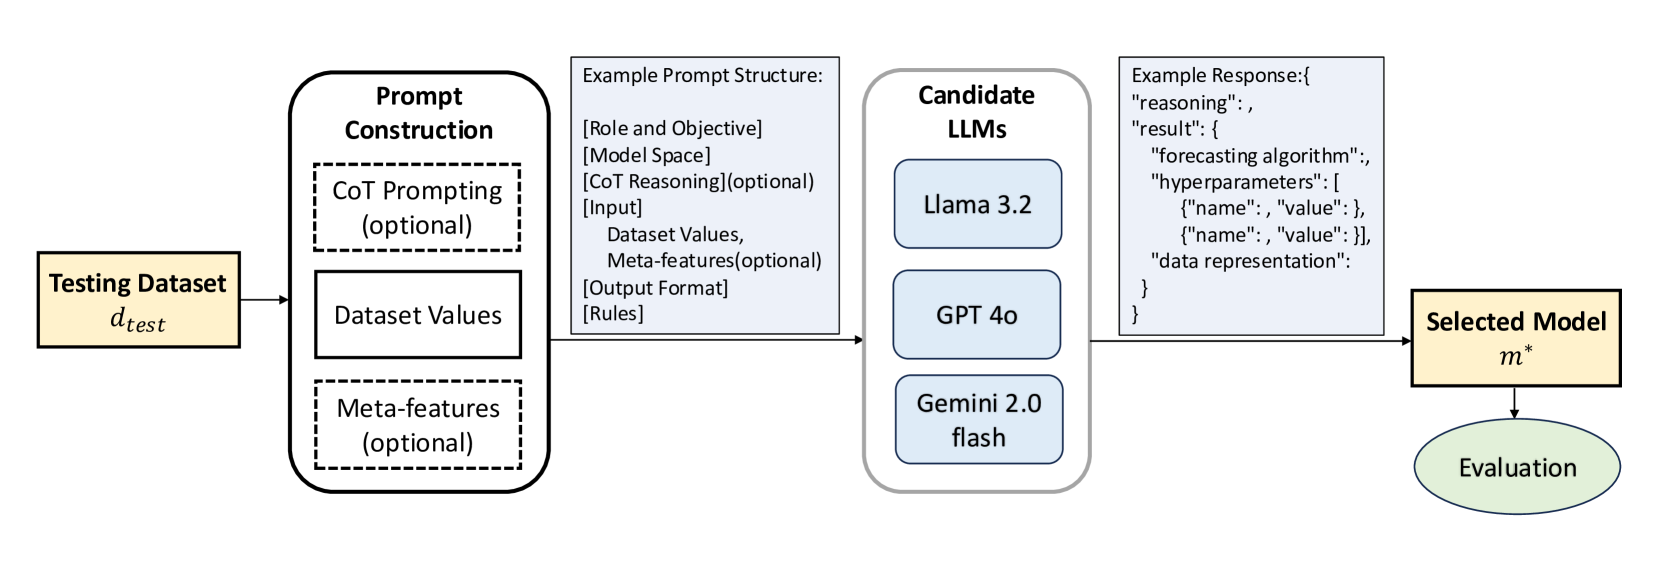 Testing Dataset
d_test
Prompt
Construction
CoT Prompting
(optional)
Dataset Values
Meta-features
(optional)
Example Prompt Structure:
[Role and Objective]
[Model Space]
[CoT Reasoning](optional)
[Input]
Dataset Values,
Meta-features(optional)
[Output Format]
[Rules]
Candidate
LLMs
Llama 3.2
GPT 4o
Gemini 2.0
flash
Example Response:{
"reasoning": ,
"result": {
"forecasting algorithm":,
"hyperparameters": [
{"name": , "value": },
{"name": , "value": }],
"data representation":
}
}
Selected Model
m*
Evaluation